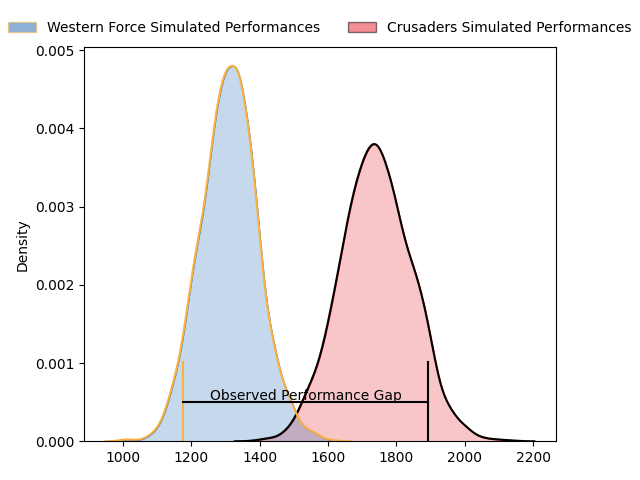 Western Force Simulated Performances
Crusaders Simulated Performances
0.005
0.004
0.003
0.002
0.001
0.000
Density
Observed Performance Gap
1000 1200 1400 1600 1800 2000 2200